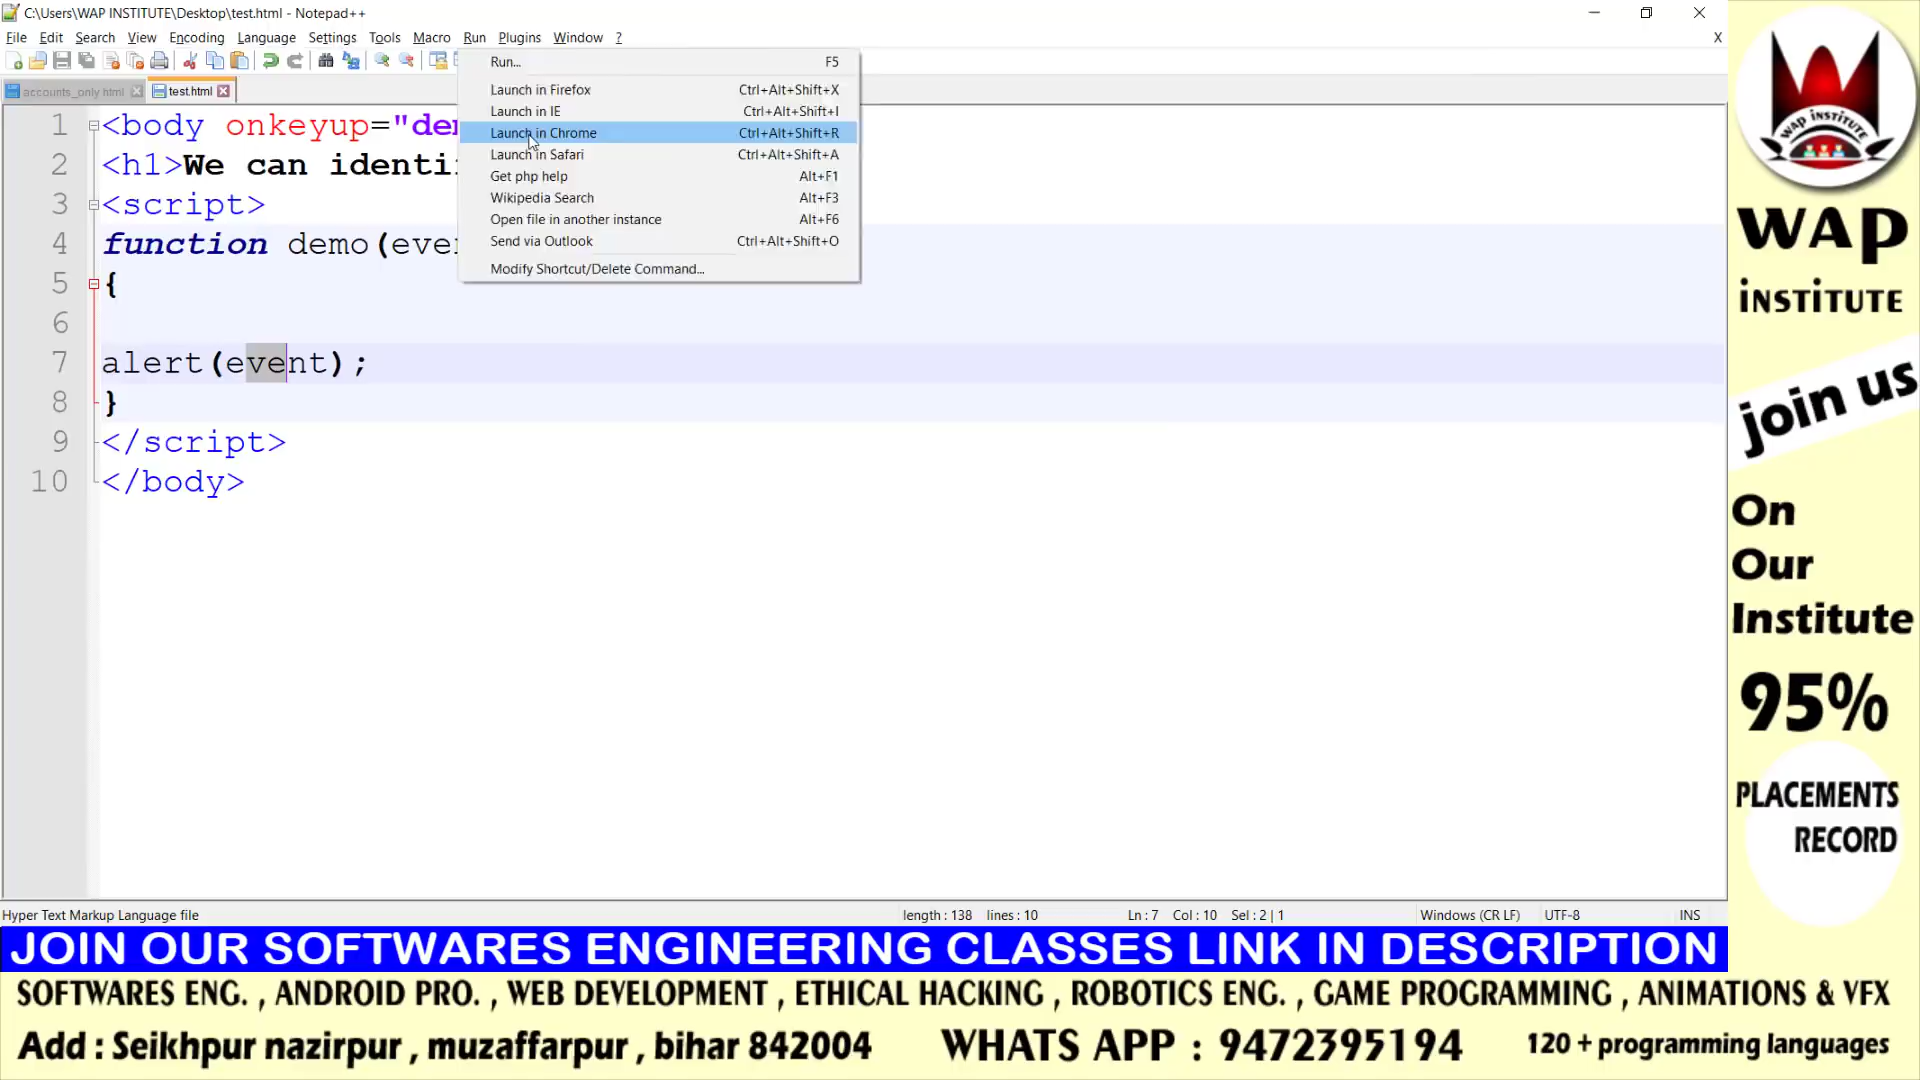 C:\Users\WAP INSTITUTE\Desktop\test.html - Notepad++
File Edit Search View Encoding Language Settings Tools Macro Run Plugins Window ? X
accounts_only html test.html
Run... F5
Launch in Firefox Ctrl+Alt+Shift+X
Launch in IE Ctrl+Alt+Shift+I
Launch in Chrome Ctrl+Alt+Shift+R
Launch in Safari Ctrl+Alt+Shift+A
Get php help Alt+F1
Wikipedia Search Alt+F3
Open file in another instance Alt+F6
Send via Outlook Ctrl+Alt+Shift+O
Modify Shortcut/Delete Command...
1 <body onkeyup="de
2 <h1>We can identi
3 <script>
4 function demo(eve
5 {
6
7 alert(event);
8 }
9 </script>
10 </body>
Hyper Text Markup Language file length : 138 lines : 10 Ln : 7 Col : 10 Sel : 2 | 1 Windows (CR LF) UTF-8 INS
WAP INSTITUTE
WAP
INSTITUTE
join us
On
Our
Institute
95%
PLACEMENTS
RECORD
JOIN OUR SOFTWARES ENGINEERING CLASSES LINK IN DESCRIPTION
SOFTWARES ENG. , ANDROID PRO. , WEB DEVELOPMENT , ETHICAL HACKING , ROBOTICS ENG. , GAME PROGRAMMING , ANIMATIONS & VFX
Add : Seikhpur nazirpur , muzaffarpur , bihar 842004 WHATS APP : 9472395194 120 + programming languages